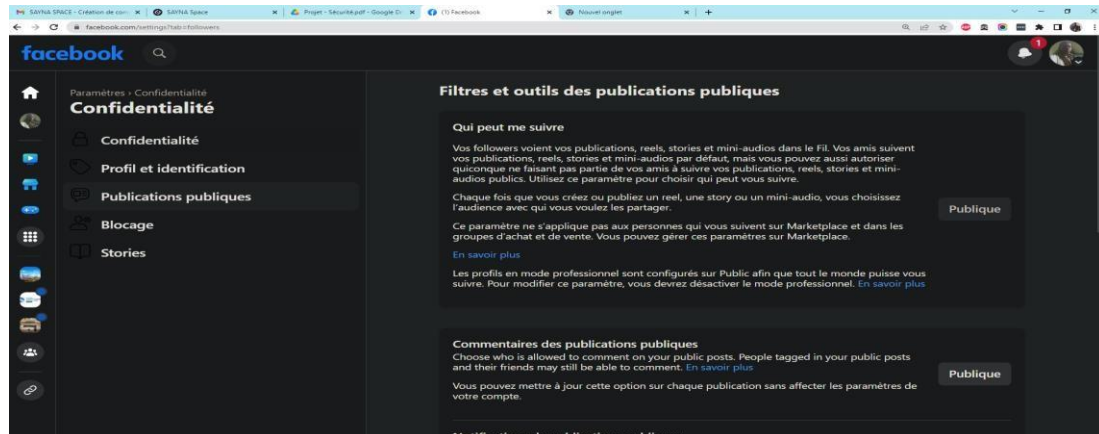 SAYNA SPACE - Création de com
SAYNA Space
Projet - Sécurité.pdf - Google Dr
(1) Facebook
Nouvel onglet
facebook.com/settings?tab=followers
facebook
1
Paramètres › Confidentialité
Confidentialité
Confidentialité
Profil et identification
Publications publiques
Blocage
Stories
Filtres et outils des publications publiques
Qui peut me suivre
Vos followers voient vos publications, reels, stories et mini-audios dans le Fil. Vos amis suivent
vos publications, reels, stories et mini-audios par défaut, mais vous pouvez aussi autoriser
quiconque ne faisant pas partie de vos amis à suivre vos publications, reels, stories et mini-
audios publics. Utilisez ce paramètre pour choisir qui peut vous suivre.
Chaque fois que vous créez ou publiez un reel, une story ou un mini-audio, vous choisissez
l'audience avec qui vous voulez les partager.
Publique
Ce paramètre ne s'applique pas aux personnes qui vous suivent sur Marketplace et dans les
groupes d'achat et de vente. Vous pouvez gérer ces paramètres sur Marketplace.
En savoir plus
Les profils en mode professionnel sont configurés sur Public afin que tout le monde puisse vous
suivre. Pour modifier ce paramètre, vous devrez désactiver le mode professionnel. En savoir plus
Commentaires des publications publiques
Choose who is allowed to comment on your public posts. People tagged in your public posts
and their friends may still be able to comment. En savoir plus
Publique
Vous pouvez mettre à jour cette option sur chaque publication sans affecter les paramètres de
votre compte.